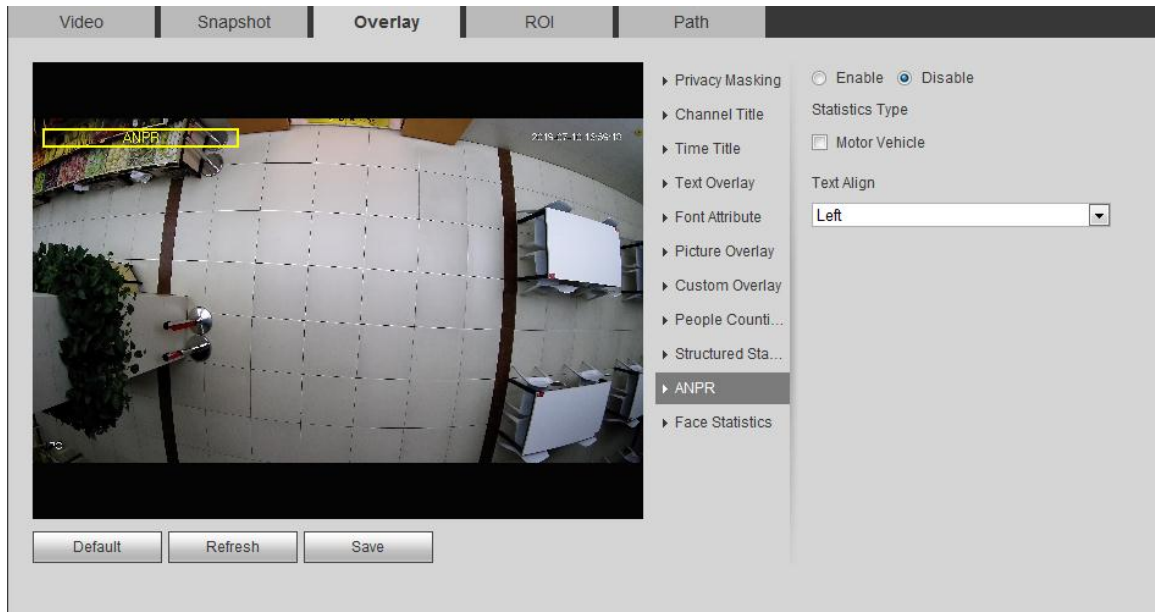 Video Snapshot Overlay ROI Path
ANPR
Privacy Masking
Channel Title
Time Title
Text Overlay
Font Attribute
Picture Overlay
Custom Overlay
People Counti...
Structured Sta...
ANPR
Face Statistics
Enable Disable
Statistics Type
Motor Vehicle
Text Align
Left
Default Refresh Save